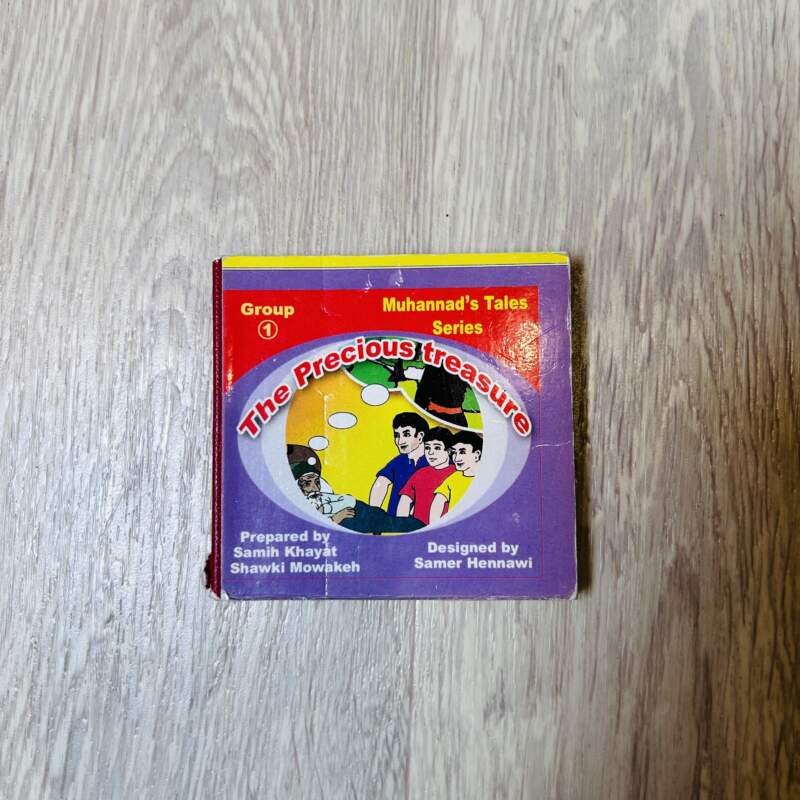 Group
①
Muhannad's Tales
Series
The Precious treasure
Prepared by
Samih Khayat
Shawki Mowakeh
Designed by
Samer Hennawi